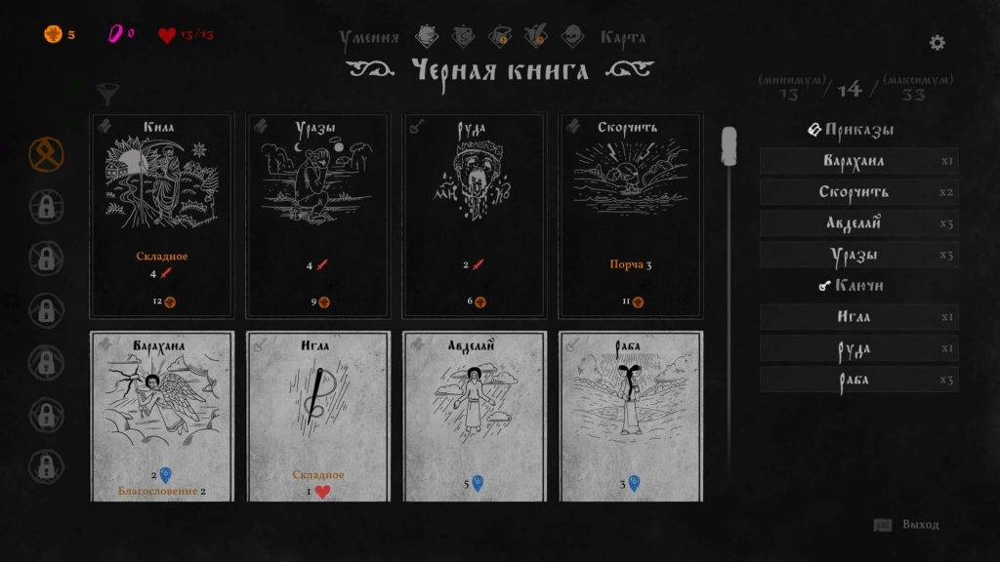 5 0 13/13
Умения Карта
Черная книга
(минимум) (максимум)
13 / 14 / 33
Кила
Складное
4
12
Уразы
4
9
Руда
2
6
Скорчить
Порча 3
11
Варахаил
2
Благословение 2
Игла
Складное
1
Авделай
5
Раба
3
Приказы
Варахаил x1
Скорчить x2
Авделай x3
Уразы x3
Ключи
Игла x1
Руда x1
Раба x3
Выход